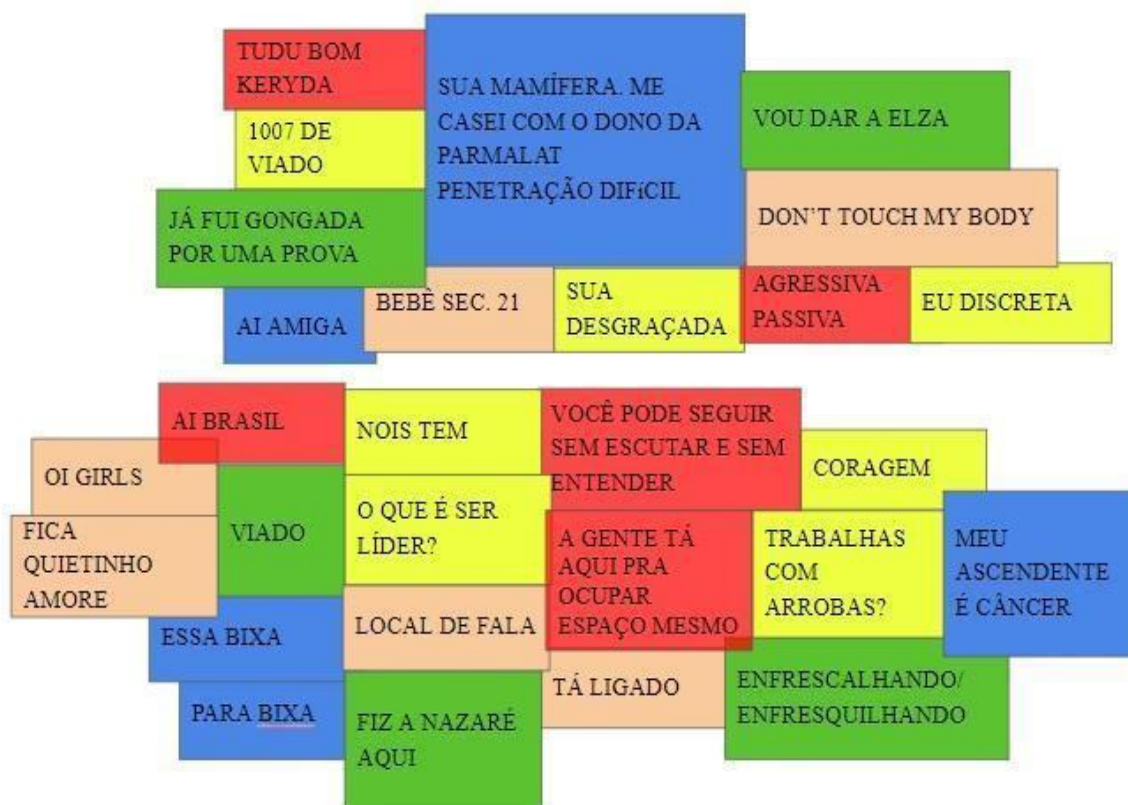 TUDU BOM
KERYDA
1007 DE
VIADO
JÁ FUI GONGADA
POR UMA PROVA
AI AMIGA
SUA MAMÍFERA. ME
CASEI COM O DONO DA
PARMALAT
PENETRAÇÃO DIFíCIL
BEBÊ SEC. 21
SUA
DESGRAÇADA
VOU DAR A ELZA
DON'T TOUCH MY BODY
AGRESSIVA
PASSIVA
EU DISCRETA
AI BRASIL
OI GIRLS
FICA
QUIETINHO
AMORE
VIADO
ESSA BIXA
PARA BIXA
NOIS TEM
O QUE É SER
LÍDER?
LOCAL DE FALA
FIZ A NAZARÉ
AQUI
VOCÊ PODE SEGUIR
SEM ESCUTAR E SEM
ENTENDER
A GENTE TÁ
AQUI PRA
OCUPAR
ESPAÇO MESMO
TÁ LIGADO
CORAGEM
TRABALHAS
COM
ARROBAS?
MEU
ASCENDENTE
É CÂNCER
ENFRESCALHANDO/
ENFRESQUILHANDO